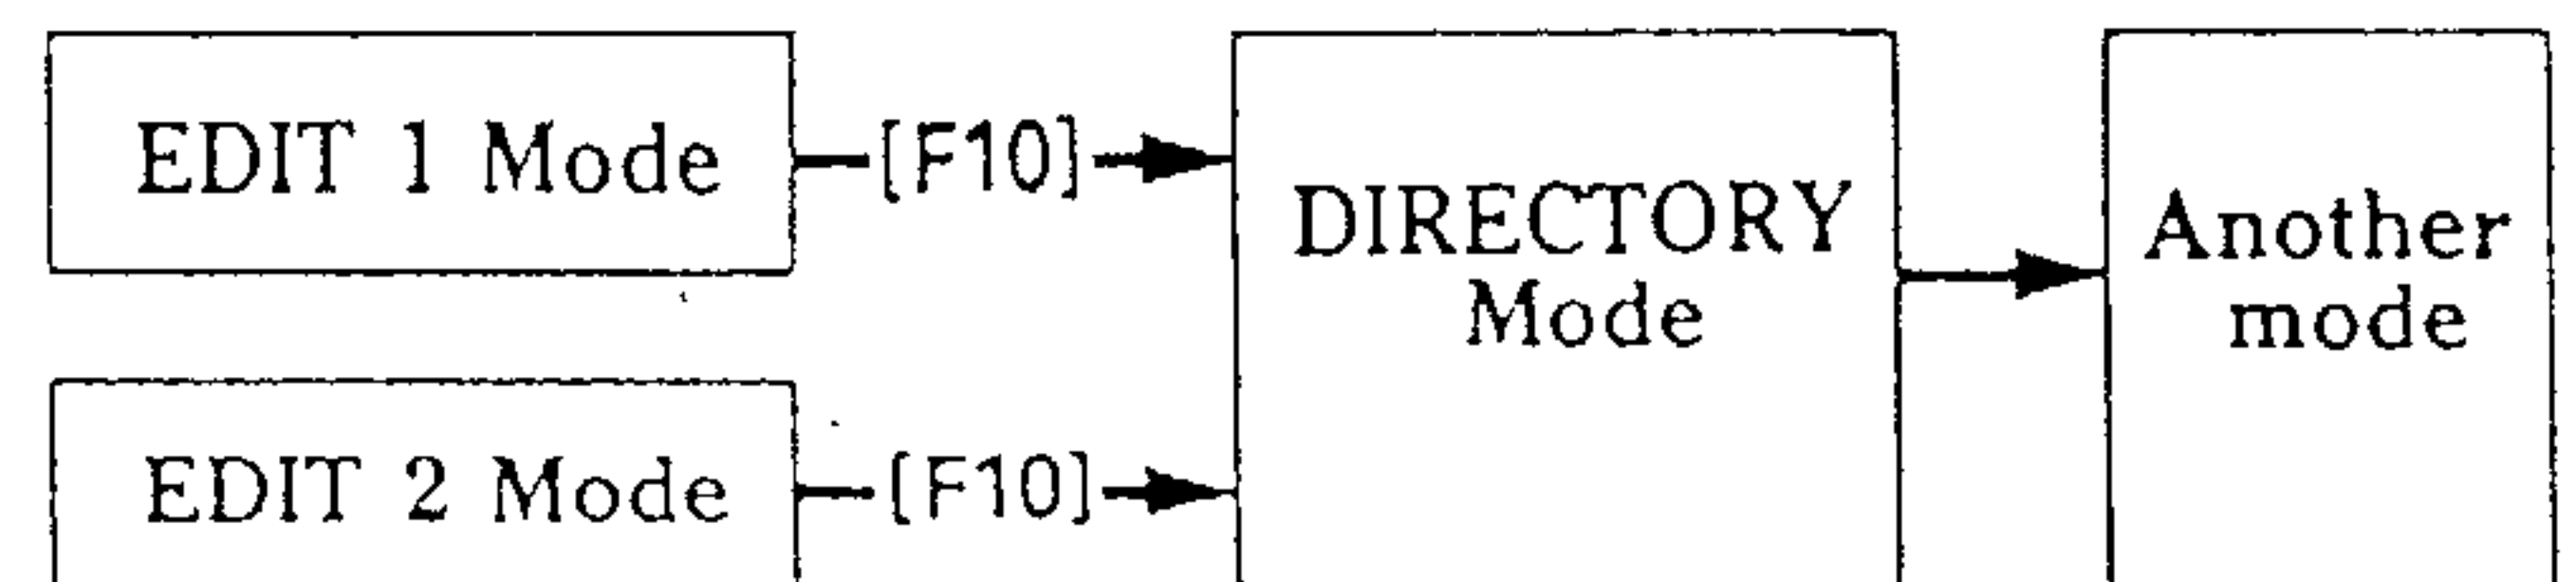 EDIT 1 Mode
[F10]
DIRECTORY
Mode
Another
mode
EDIT 2 Mode
[F10]